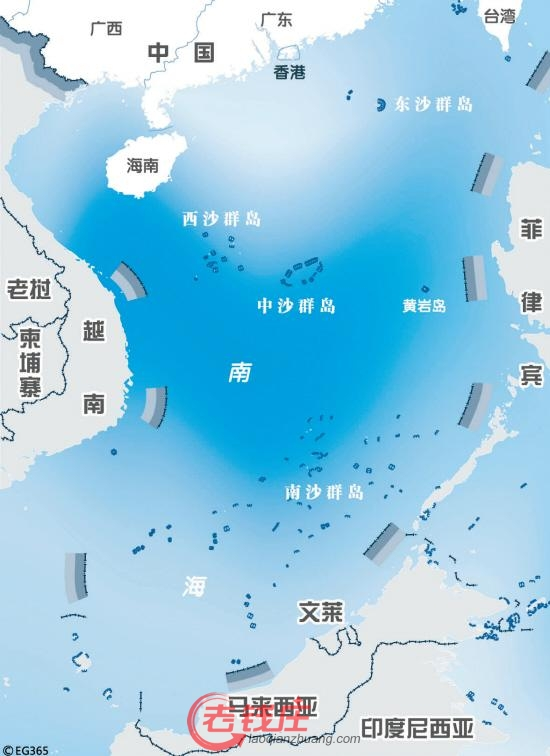 台湾
广西
广东
中国
香港
东沙群岛
海南
西沙群岛
菲律宾
老挝
中沙群岛
黄岩岛
越南
柬埔寨
南
南沙群岛
海
文莱
马来西亚
老钱庄
laoqianzhuang.com
印度尼西亚
©EG365